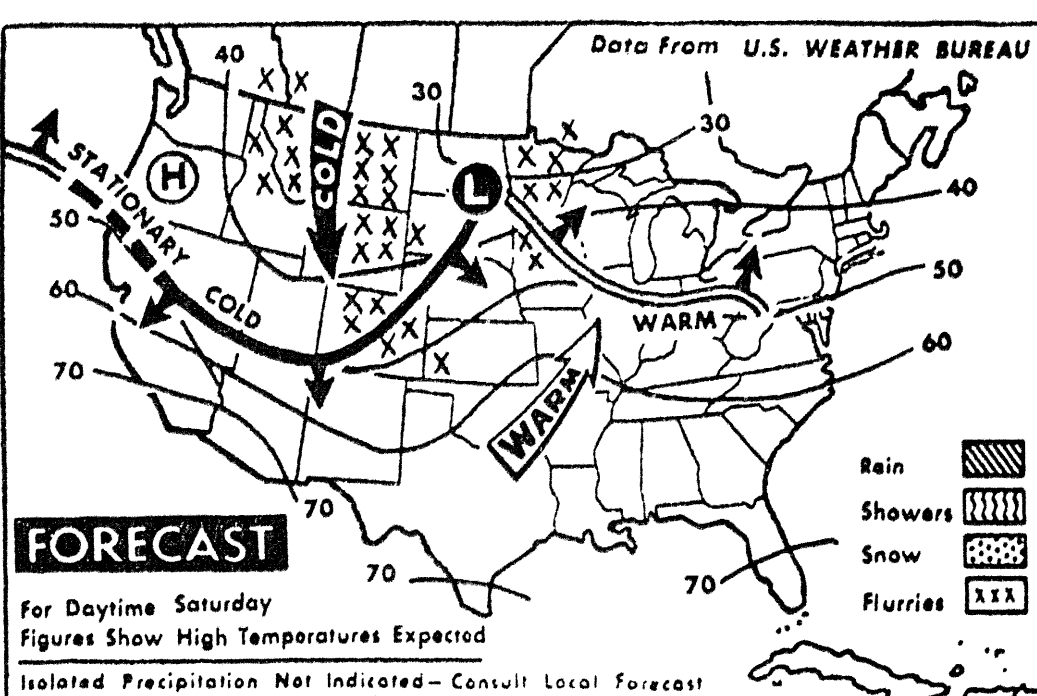 Data From U.S. WEATHER BUREAU
40
30
30
COLD
STATIONARY
H
L
40
50
60
COLD
WARM
50
60
70
WARM
70
70
70
Rain
Showers
Snow
Flurries
XXX
FORECAST
For Daytime Saturday
Figures Show High Temperatures Expected
Isolated Precipitation Not Indicated – Consult Local Forecast